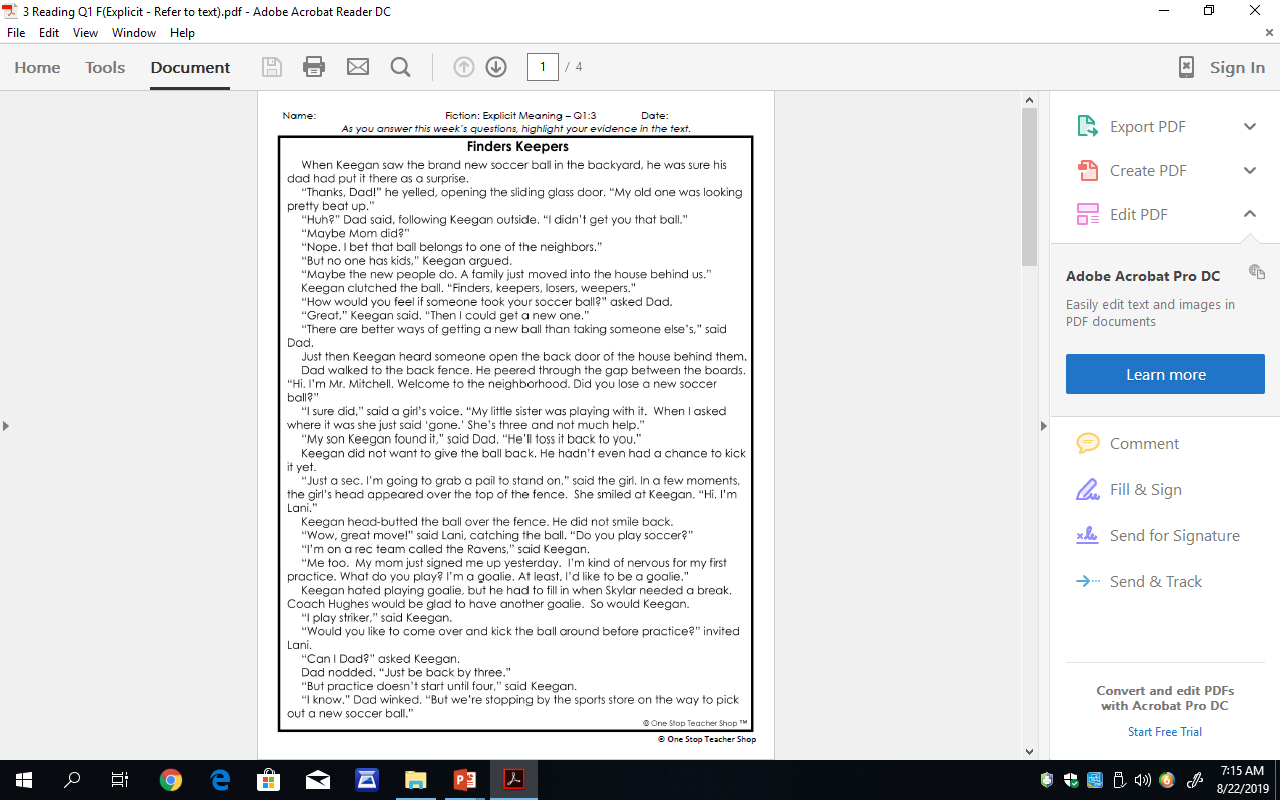 3 Reading Q1 F(Explicit - Refer to text).pdf - Adobe Acrobat Reader DC
File Edit View Window Help
Home Tools Document 1 / 4 Sign In
Name: Fiction: Explicit Meaning – Q1:3 Date:
As you answer this week's questions, highlight your evidence in the text.
Finders Keepers
When Keegan saw the brand new soccer ball in the backyard, he was sure his
dad had put it there as a surprise.
“Thanks, Dad!” he yelled, opening the sliding glass door. “My old one was looking
pretty beat up.”
“Huh?” Dad said, following Keegan outside. “I didn’t get you that ball.”
“Maybe Mom did?”
“Nope. I bet that ball belongs to one of the neighbors.”
“But no one has kids,” Keegan argued.
“Maybe the new people do. A family just moved into the house behind us.”
Keegan clutched the ball. “Finders, keepers, losers, weepers.”
“How would you feel if someone took your soccer ball?” asked Dad.
“Great,” Keegan said. “Then I could get a new one.”
“There are better ways of getting a new ball than taking someone else’s,” said
Dad.
Just then Keegan heard someone open the back door of the house behind them.
Dad walked to the back fence. He peered through the gap between the boards.
“Hi. I’m Mr. Mitchell. Welcome to the neighborhood. Did you lose a new soccer
ball?”
“I sure did,” said a girl’s voice. “My little sister was playing with it. When I asked
where it was she just said ‘gone.’ She’s three and not much help.”
“My son Keegan found it,” said Dad. “He’ll toss it back to you.”
Keegan did not want to give the ball back. He hadn’t even had a chance to kick
it yet.
“Just a sec. I’m going to grab a pail to stand on,” said the girl. In a few moments,
the girl’s head appeared over the top of the fence. She smiled at Keegan. “Hi. I’m
Lani.”
Keegan head-butted the ball over the fence. He did not smile back.
“Wow, great move!” said Lani, catching the ball. “Do you play soccer?”
“I’m on a rec team called the Ravens,” said Keegan.
“Me too. My mom just signed me up yesterday. I’m kind of nervous for my first
practice. What do you play? I’m a goalie. At least, I’d like to be a goalie.”
Keegan hated playing goalie, but he had to fill in when Skylar needed a break.
Coach Hughes would be glad to have another goalie. So would Keegan.
“I play striker,” said Keegan.
“Would you like to come over and kick the ball around before practice?” invited
Lani.
“Can I Dad?” asked Keegan.
Dad nodded. “Just be back by three.”
“But practice doesn’t start until four,” said Keegan.
“I know.” Dad winked. “But we’re stopping by the sports store on the way to pick
out a new soccer ball.”
© One Stop Teacher Shop ™
© One Stop Teacher Shop
Export PDF
Create PDF
Edit PDF
Adobe Acrobat Pro DC
Easily edit text and images in
PDF documents
Learn more
Comment
Fill & Sign
Send for Signature
Send & Track
Convert and edit PDFs
with Acrobat Pro DC
Start Free Trial
7:15 AM
8/22/2019